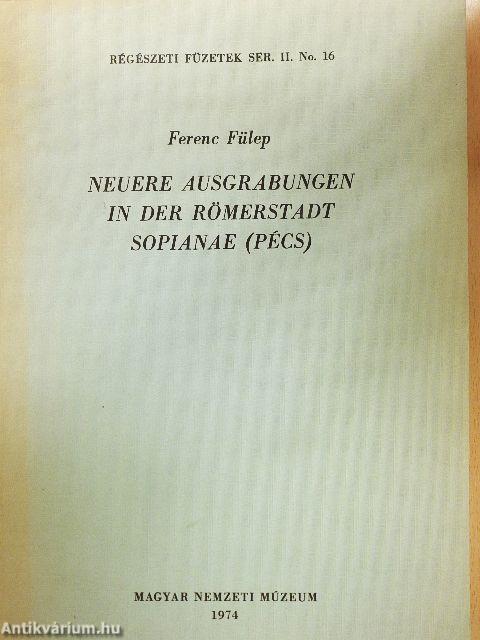 RÉGÉSZETI FÜZETEK SER. II. No. 16
Ferenc Fülep
NEUERE AUSGRABUNGEN
IN DER RÖMERSTADT
SOPIANAE (PÉCS)
MAGYAR NEMZETI MÚZEUM
1974
Antikvárium.hu